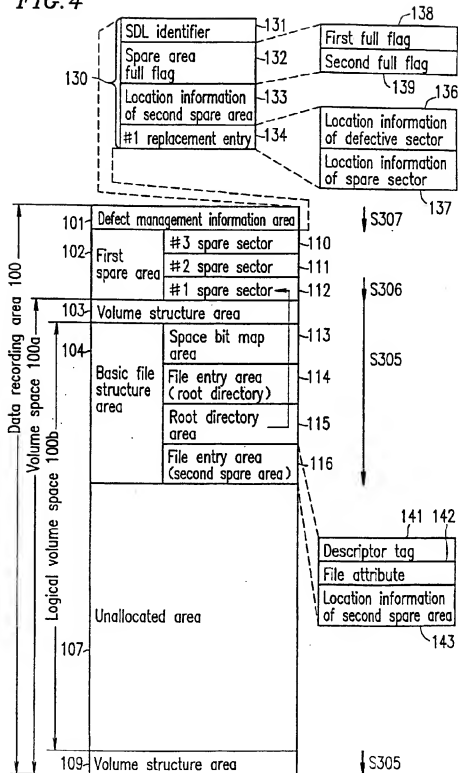 FIG. 4
138
131
SDL identifier
First full flag
132
Spare area
full flag
Second full flag
130
133
139
136
Location information
of second spare area
134
Location information
of defective sector
#1 replacement entry
Location information
of spare sector
137
101
Defect management information area
S307
102
First
spare area
#3 spare sector
110
#2 spare sector
111
#1 spare sector
112
S306
103
Volume structure area
104
Space bit map
area
113
S305
Basic file
structure
area
File entry area
(root directory)
114
Root directory
area
115
File entry area
(second spare area)
116
141
142
Descriptor tag
File attribute
Location information
of second spare area
143
Unallocated area
107
109
Volume structure area
S305
Data recording area 100
Volume space 100a
Logical volume space 100b